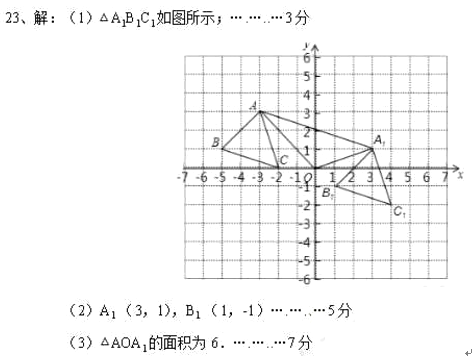 23、解：（1）△A₁B₁C₁如图所示；………3分
y
6
5
4
A 3
2
B 1 A₁
C
-7 -6 -5 -4 -3 -2 -1 O 1 2 3 4 5 6 7 x
-1 B₁
-2 C₁
-3
-4
-5
-6
（2）A₁（3，1），B₁（1，-1）………5分
（3）△AOA₁的面积为 6．………7分